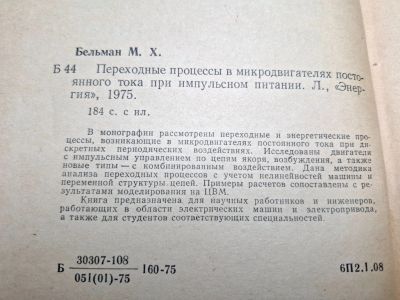 Бельман М. Х.
Б 44 Переходные процессы в микродвигателях посто-
янного тока при импульсном питании. Л., «Энер-
гия», 1975.
184 с. с ил.
В монографии рассмотрены переходные и энергетические про-
цессы, возникающие в микродвигателях постоянного тока при ди-
скретных периодических воздействиях. Исследованы двигатели
с импульсным управлением по цепям якоря, возбуждения, а также
новые типы — с комбинированным воздействием. Дана методика
анализа переходных процессов с учетом нелинейностей машины и
переменной структуры цепей. Примеры расчетов сопоставлены с ре-
зультатами моделирования на ЦВМ.
Книга предназначена для научных работников и инженеров,
работающих в области электрических машин и электропривода,
а также для студентов соответствующих специальностей.
Б 30307-108
051(01)-75 160-75 6П2.1.08